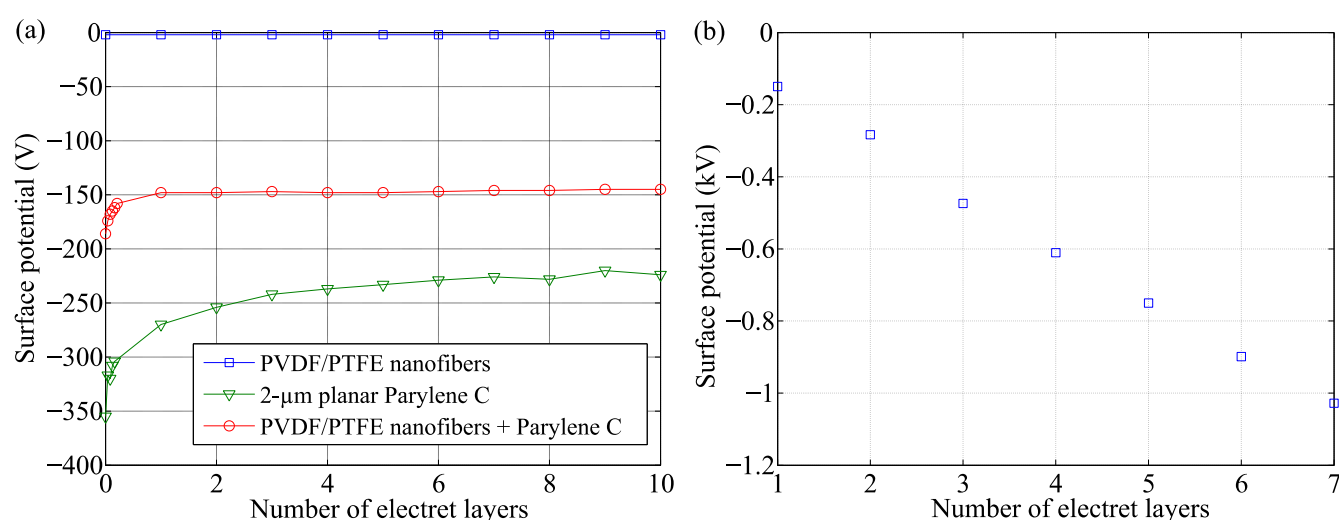 (a)
Surface potential (V)
0
−50
−100
−150
−200
−250
−300
−350
−400
0 2 4 6 8 10
Number of electret layers
PVDF/PTFE nanofibers
2-μm planar Parylene C
PVDF/PTFE nanofibers + Parylene C
(b)
Surface potential (kV)
0
−0.2
−0.4
−0.6
−0.8
−1
−1.2
1 2 3 4 5 6 7
Number of electret layers